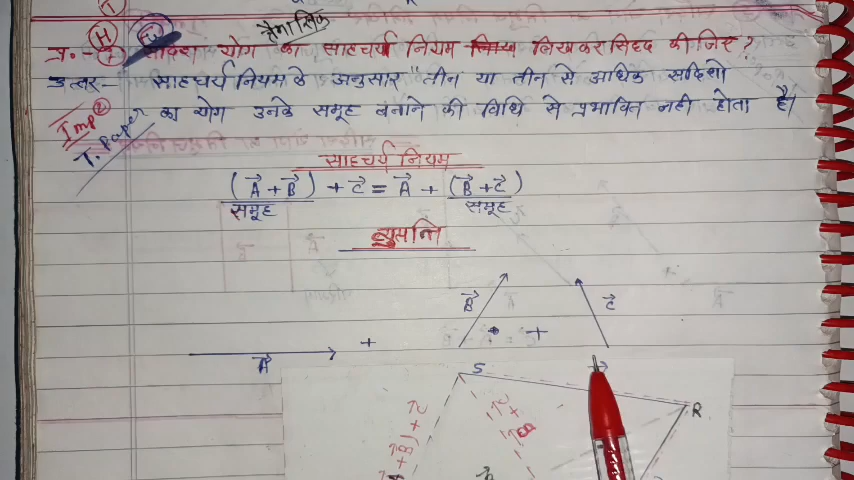 त्रैमासिक
प्र.- सदिश योग का साहचर्य नियम लिखकर सिद्ध कीजिए?
उत्तर- साहचर्य नियम के अनुसार "तीन या तीन से अधिक सदिशो
Imp का योग उनके समूह बनाने की विधि से प्रभावित नही होता है।
T. Paper
साहचर्य नियम
(A⃗ + B⃗) + C⃗ = A⃗ + (B⃗ + C⃗)
समूह समूह
व्युत्पत्ति
B⃗ C⃗
+
+
A⃗
S
R